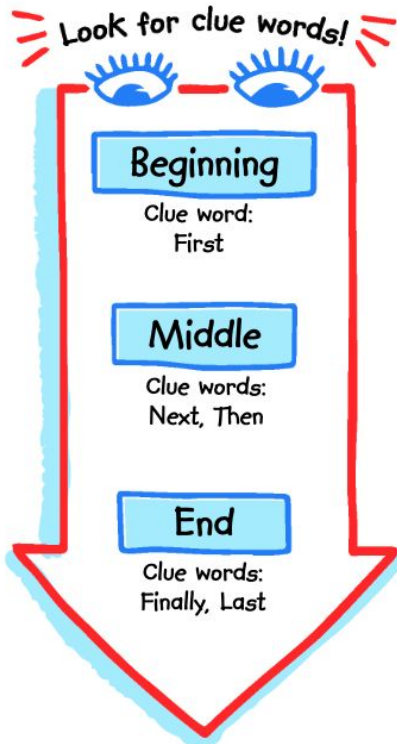 Look for clue words!
Beginning
Clue word:
First
Middle
Clue words:
Next, Then
End
Clue words:
Finally, Last